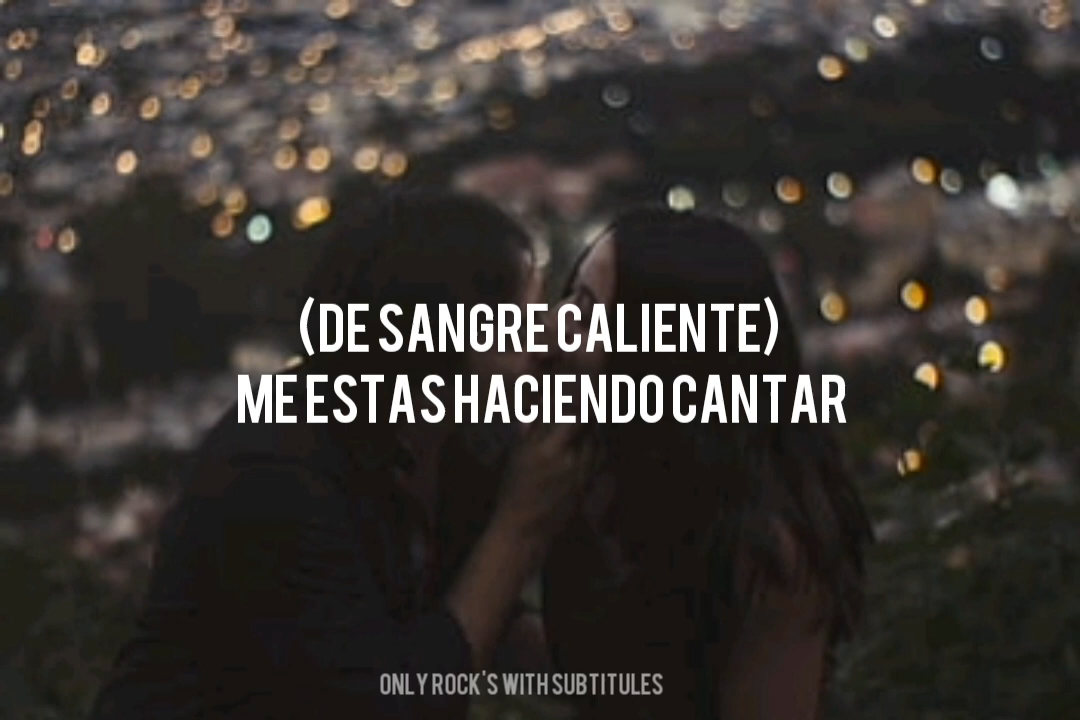 (DE SANGRE CALIENTE)
ME ESTAS HACIENDO CANTAR
ONLY ROCK'S WITH SUBTITULES